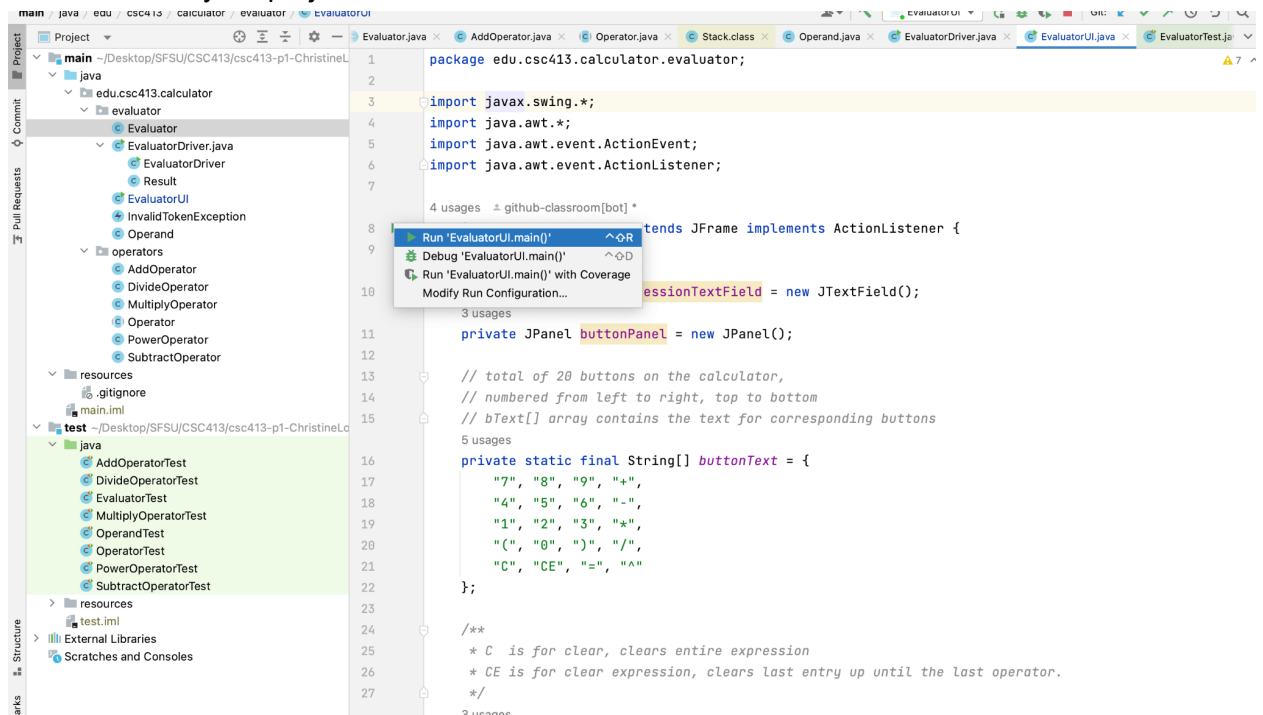 main / java / edu / csc413 / calculator / evaluator / EvaluatorUI
EvaluatorUI
Git:
Project
Evaluator.java
AddOperator.java
Operator.java
Stack.class
Operand.java
EvaluatorDriver.java
EvaluatorUI.java
EvaluatorTest.ja
Project
Commit
Pull Requests
Structure
arks
main ~/Desktop/SFSU/CSC413/csc413-p1-ChristineL
java
edu.csc413.calculator
evaluator
Evaluator
EvaluatorDriver.java
EvaluatorDriver
Result
EvaluatorUI
InvalidTokenException
Operand
operators
AddOperator
DivideOperator
MultiplyOperator
Operator
PowerOperator
SubtractOperator
resources
.gitignore
main.iml
test ~/Desktop/SFSU/CSC413/csc413-p1-ChristineLo
java
AddOperatorTest
DivideOperatorTest
EvaluatorTest
MultiplyOperatorTest
OperandTest
OperatorTest
PowerOperatorTest
SubtractOperatorTest
resources
test.iml
External Libraries
Scratches and Consoles
1 package edu.csc413.calculator.evaluator;
7
2
3 import javax.swing.*;
4 import java.awt.*;
5 import java.awt.event.ActionEvent;
6 import java.awt.event.ActionListener;
7
4 usages github-classroom[bot] *
8 tends JFrame implements ActionListener {
Run 'EvaluatorUI.main()' ^⇧R
9
Debug 'EvaluatorUI.main()' ^⇧D
Run 'EvaluatorUI.main()' with Coverage
Modify Run Configuration...
10 essionTextField = new JTextField();
3 usages
11 private JPanel buttonPanel = new JPanel();
12
13 // total of 20 buttons on the calculator,
14 // numbered from left to right, top to bottom
15 // bText[] array contains the text for corresponding buttons
5 usages
16 private static final String[] buttonText = {
17 "7", "8", "9", "+",
18 "4", "5", "6", "-",
19 "1", "2", "3", "*",
20 "(", "0", ")", "/",
21 "C", "CE", "=", "^"
22 };
23
24 /**
25 * C is for clear, clears entire expression
26 * CE is for clear expression, clears last entry up until the last operator.
27 */
3 usages